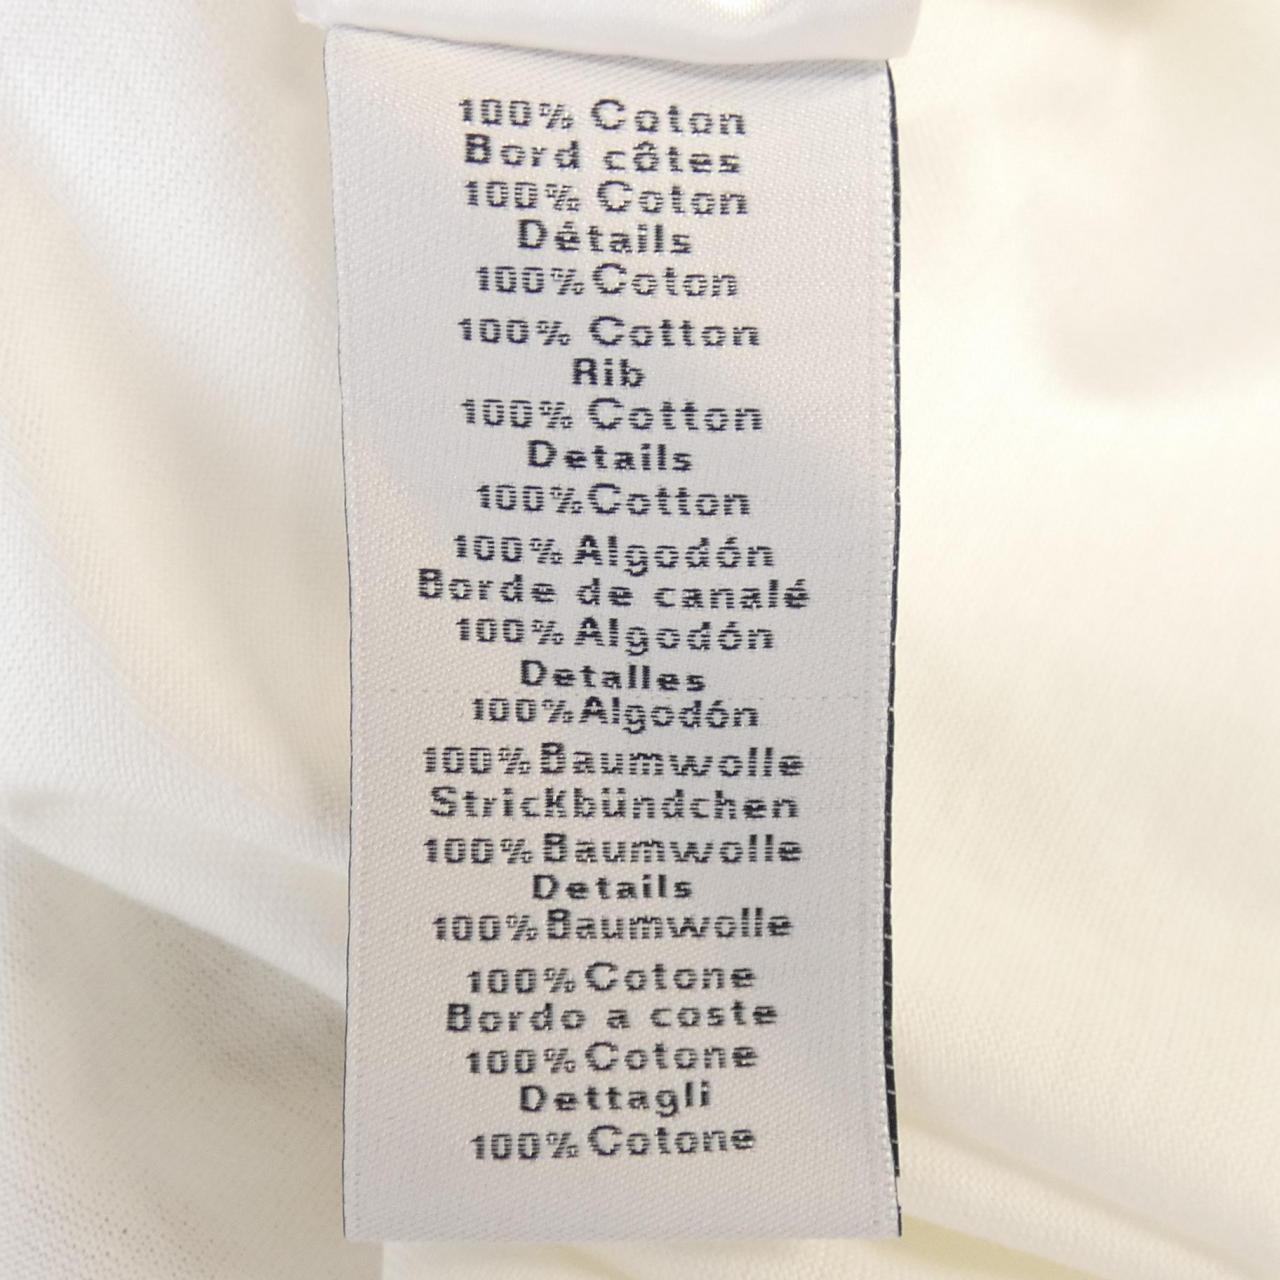 100% Coton
Bord côtes
100% Coton
Détails
100% Coton
100% Cotton
Rib
100% Cotton
Details
100% Cotton
100% Algodón
Borde de canalé
100% Algodón
Detalles
100% Algodón
100% Baumwolle
Strickbündchen
100% Baumwolle
Details
100% Baumwolle
100% Cotone
Bordo a coste
100% Cotone
Dettagli
100% Cotone